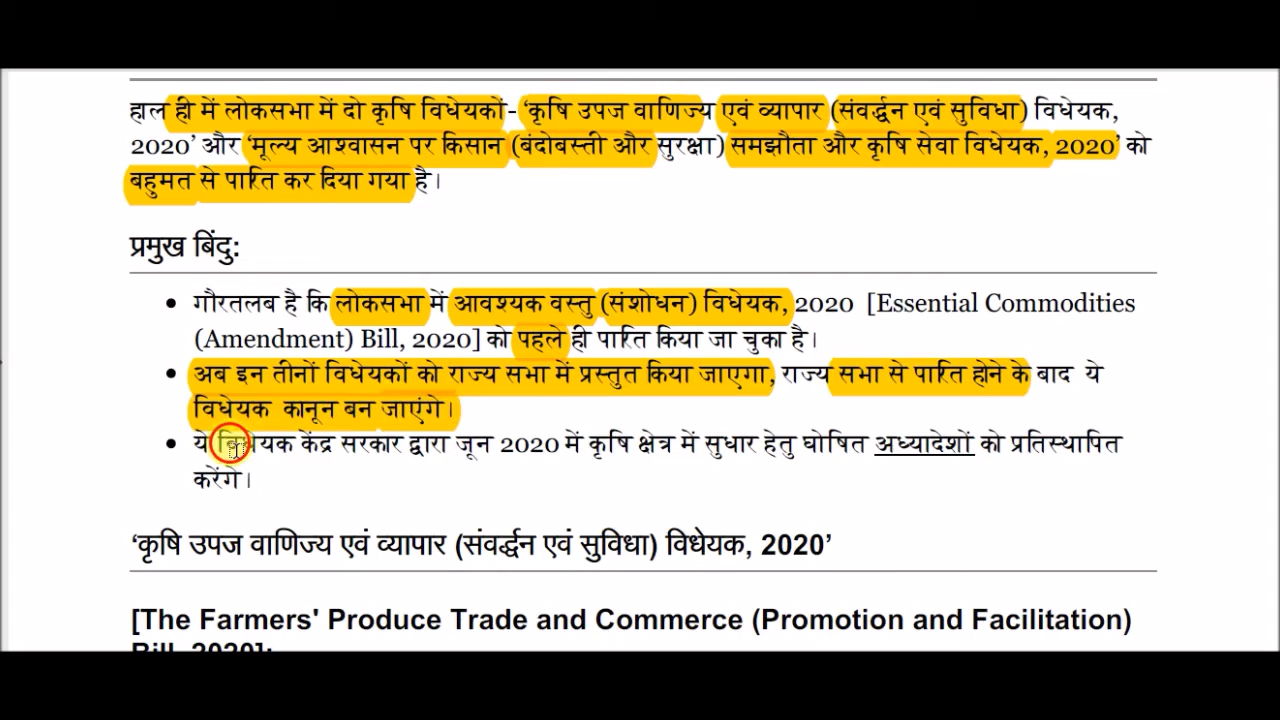 हाल ही में लोकसभा में दो कृषि विधेयकों- ‘कृषि उपज वाणिज्य एवं व्यापार (संवर्द्धन एवं सुविधा) विधेयक,
2020’ और ‘मूल्य आश्वासन पर किसान (बंदोबस्ती और सुरक्षा) समझौता और कृषि सेवा विधेयक, 2020’ को
बहुमत से पारित कर दिया गया है।
प्रमुख बिंदु:
• गौरतलब है कि लोकसभा में आवश्यक वस्तु (संशोधन) विधेयक, 2020 [Essential Commodities
(Amendment) Bill, 2020] को पहले ही पारित किया जा चुका है।
• अब इन तीनों विधेयकों को राज्य सभा में प्रस्तुत किया जाएगा, राज्य सभा से पारित होने के बाद ये
विधेयक कानून बन जाएंगे।
• ये विधेयक केंद्र सरकार द्वारा जून 2020 में कृषि क्षेत्र में सुधार हेतु घोषित अध्यादेशों को प्रतिस्थापित
करेंगे।
‘कृषि उपज वाणिज्य एवं व्यापार (संवर्द्धन एवं सुविधा) विधेयक, 2020’
[The Farmers' Produce Trade and Commerce (Promotion and Facilitation)
Bill, 2020]: